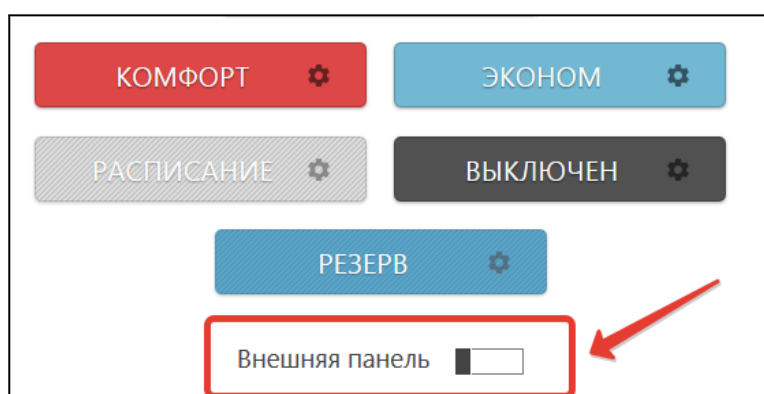 КОМФОРТ
ЭКОНОМ
РАСПИСАНИЕ
ВЫКЛЮЧЕН
РЕЗЕРВ
Внешняя панель